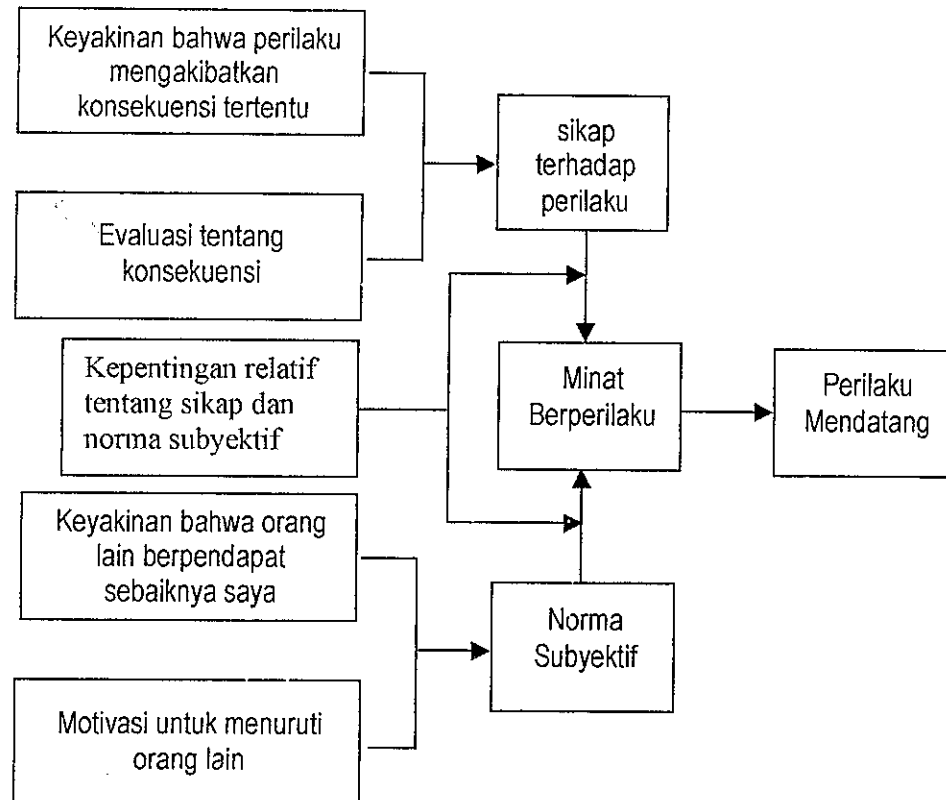 Keyakinan bahwa perilaku
mengakibatkan
konsekuensi tertentu
sikap
terhadap
perilaku
Evaluasi tentang
konsekuensi
Kepentingan relatif
tentang sikap dan
norma subyektif
Minat
Berperilaku
Perilaku
Mendatang
Keyakinan bahwa orang
lain berpendapat
sebaiknya saya
Norma
Subyektif
Motivasi untuk menuruti
orang lain